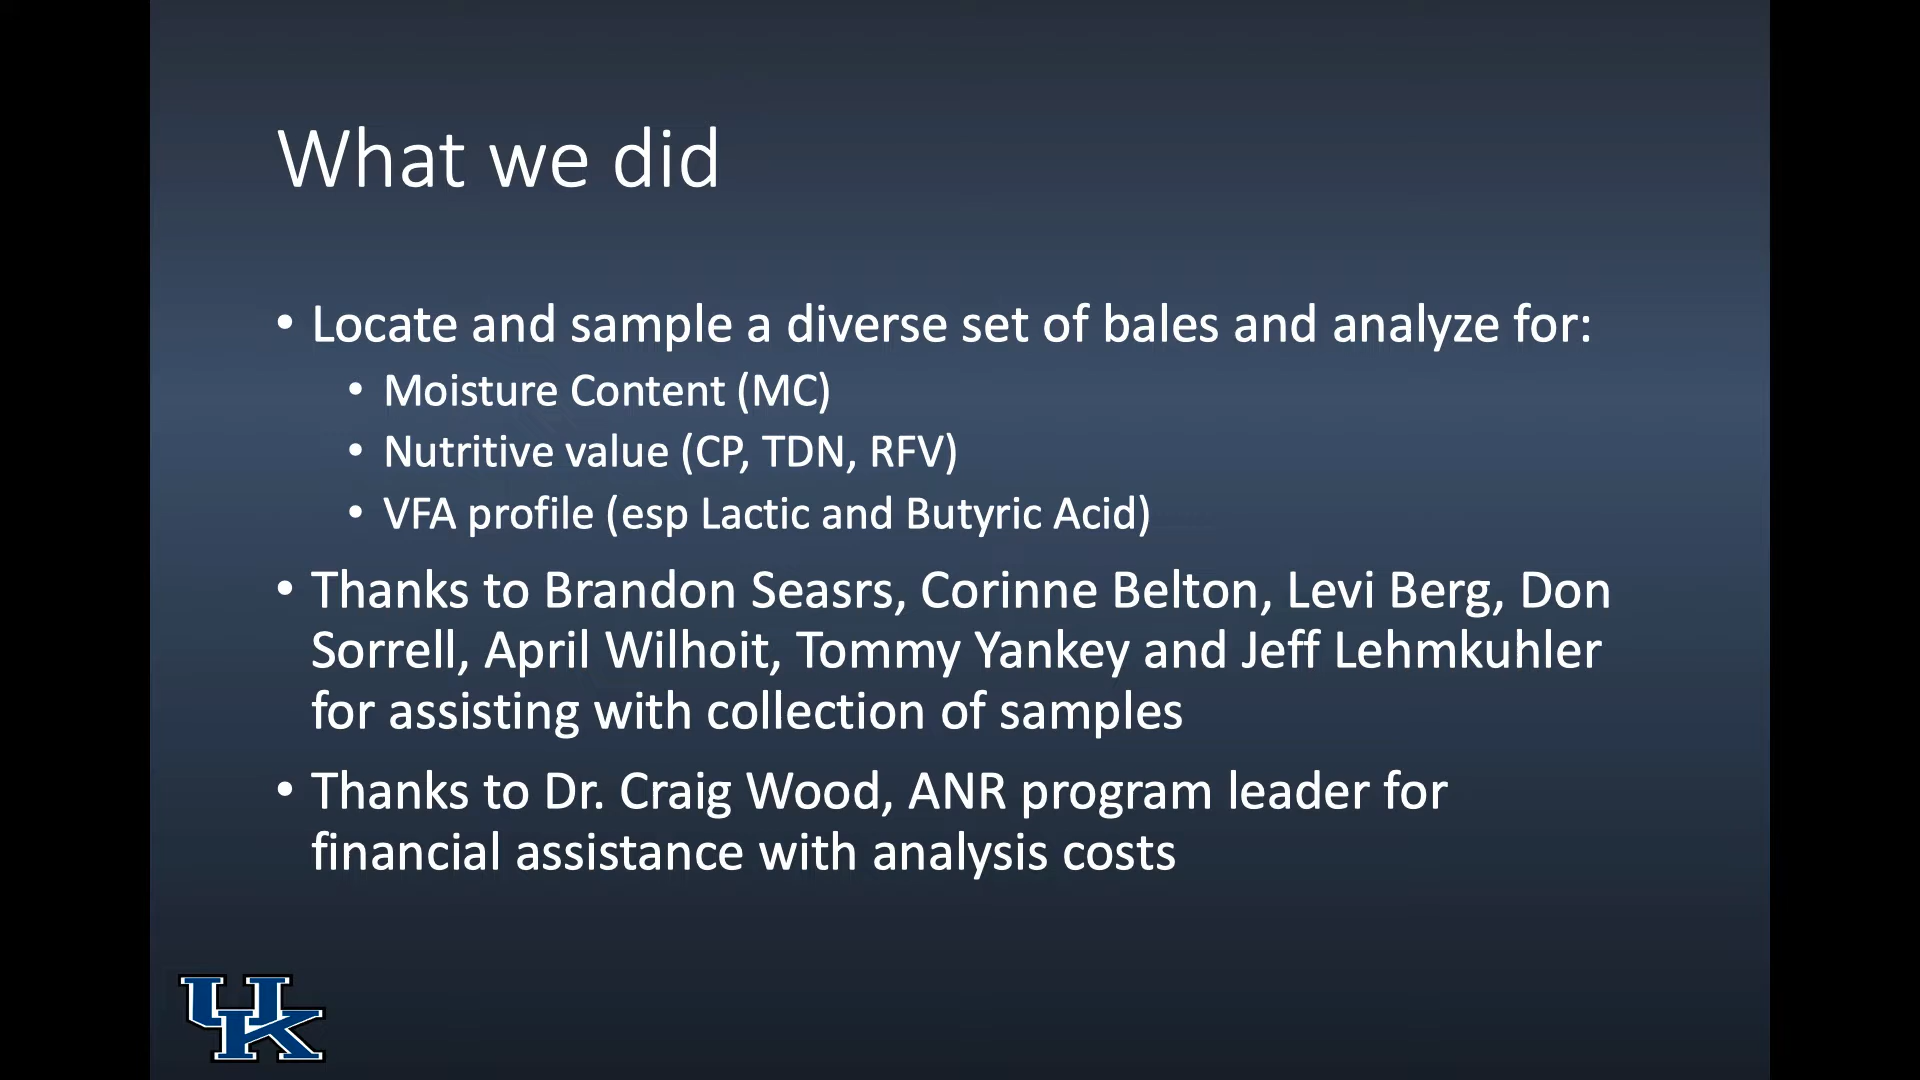 What we did
• Locate and sample a diverse set of bales and analyze for:
• Moisture Content (MC)
• Nutritive value (CP, TDN, RFV)
• VFA profile (esp Lactic and Butyric Acid)
• Thanks to Brandon Seasrs, Corinne Belton, Levi Berg, Don
Sorrell, April Wilhoit, Tommy Yankey and Jeff Lehmkuhler
for assisting with collection of samples
• Thanks to Dr. Craig Wood, ANR program leader for
financial assistance with analysis costs
UK